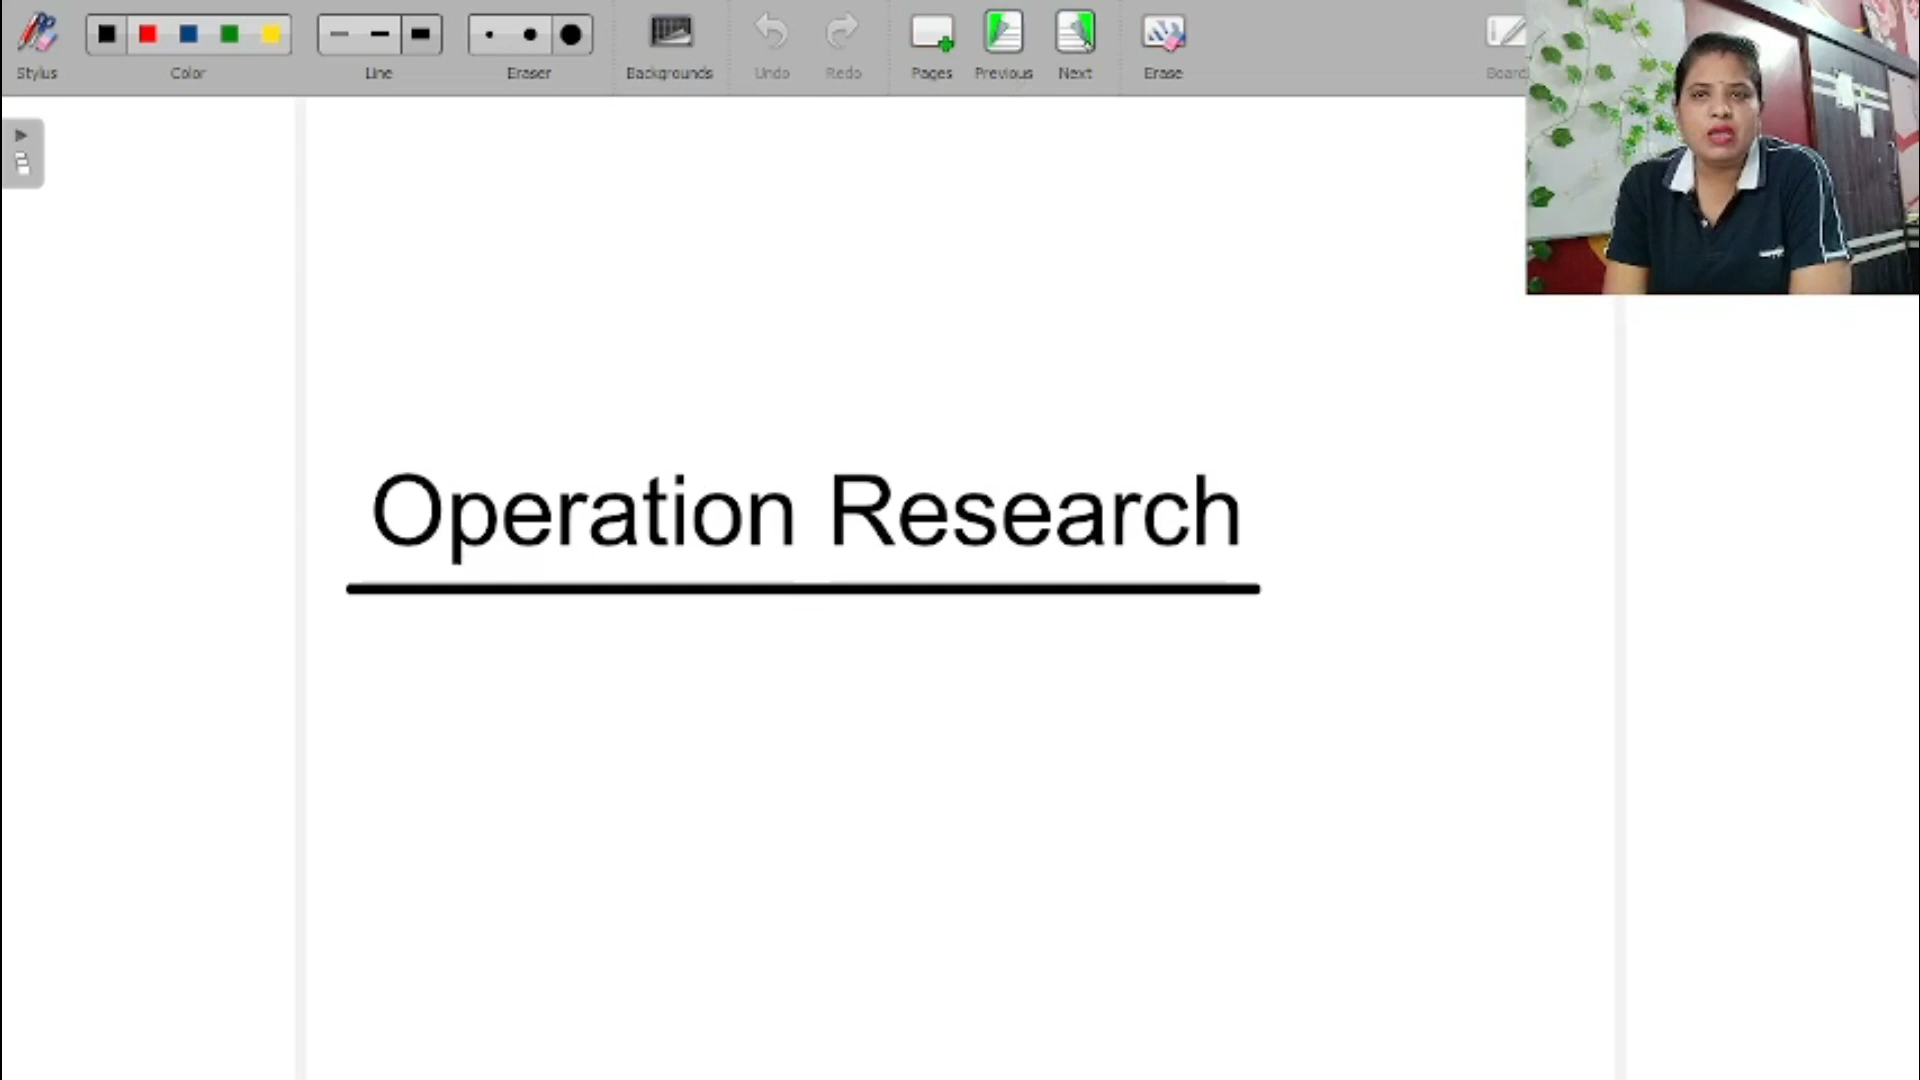 Stylus
Color
Line
Eraser
Backgrounds
Undo
Redo
Pages
Previous
Next
Erase
Board
Operation Research